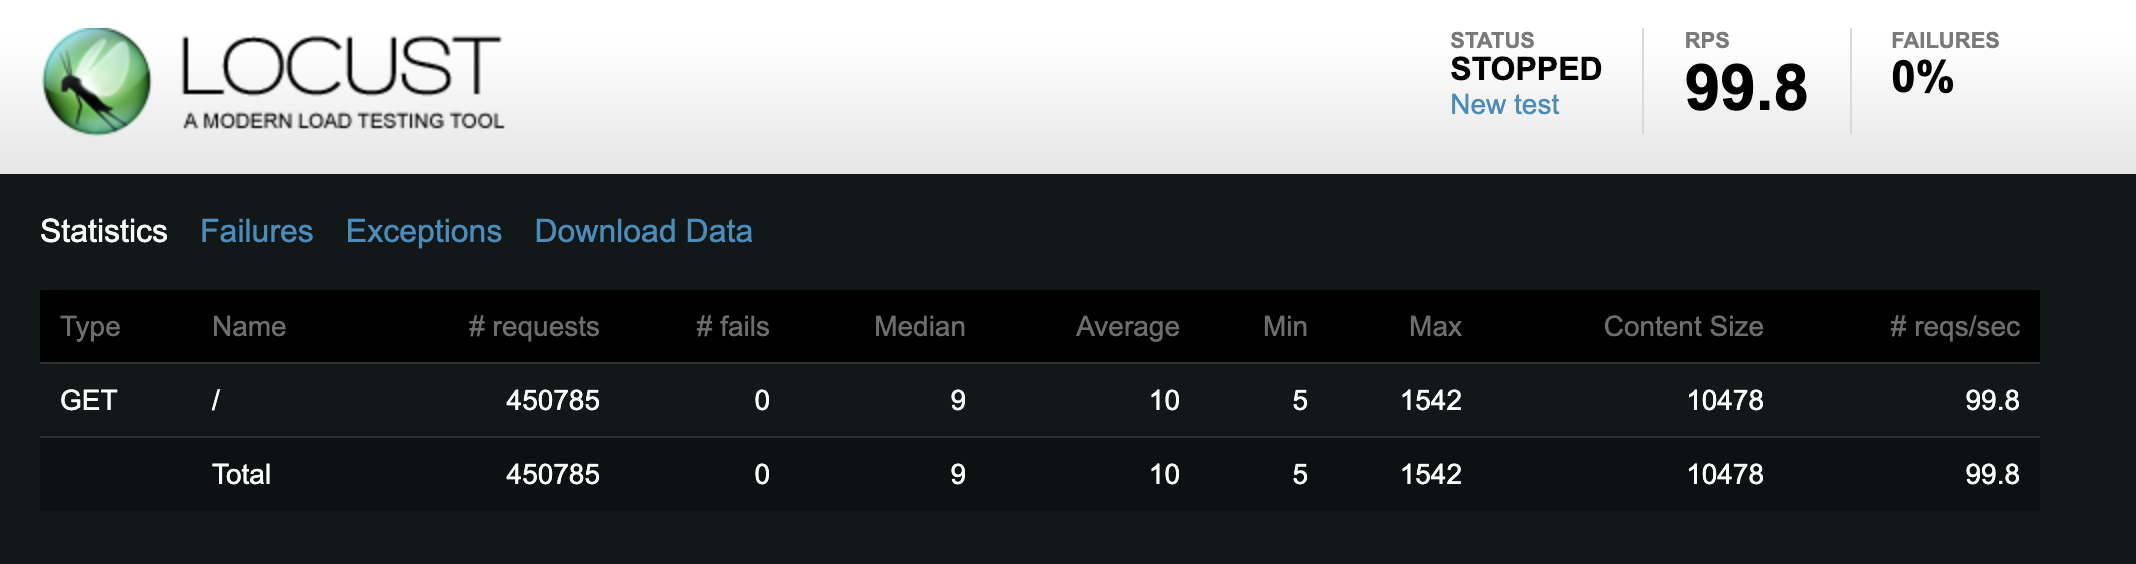 LOCUST
A MODERN LOAD TESTING TOOL
STATUS
STOPPED
New test
RPS
99.8
FAILURES
0%
Statistics Failures Exceptions Download Data
Type Name # requests # fails Median Average Min Max Content Size # reqs/sec
GET / 450785 0 9 10 5 1542 10478 99.8
Total 450785 0 9 10 5 1542 10478 99.8